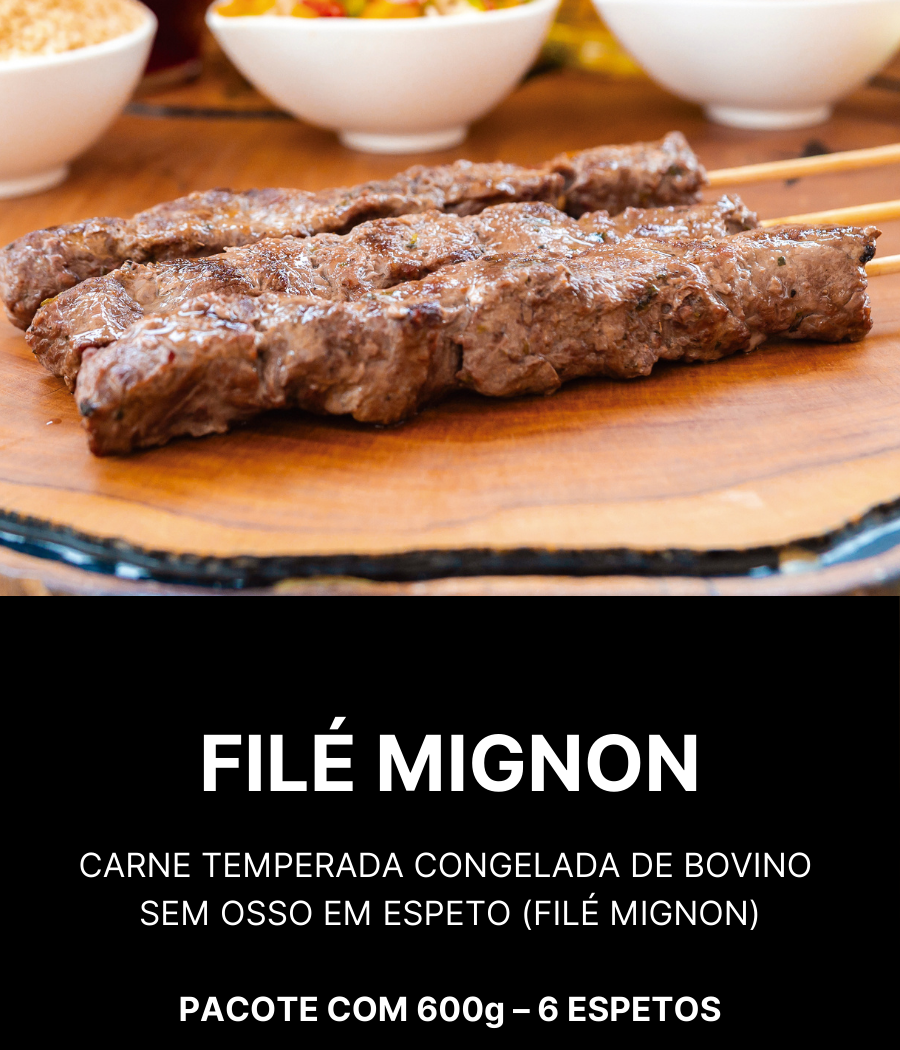 FILÉ MIGNON
CARNE TEMPERADA CONGELADA DE BOVINO
SEM OSSO EM ESPETO (FILÉ MIGNON)
PACOTE COM 600g – 6 ESPETOS